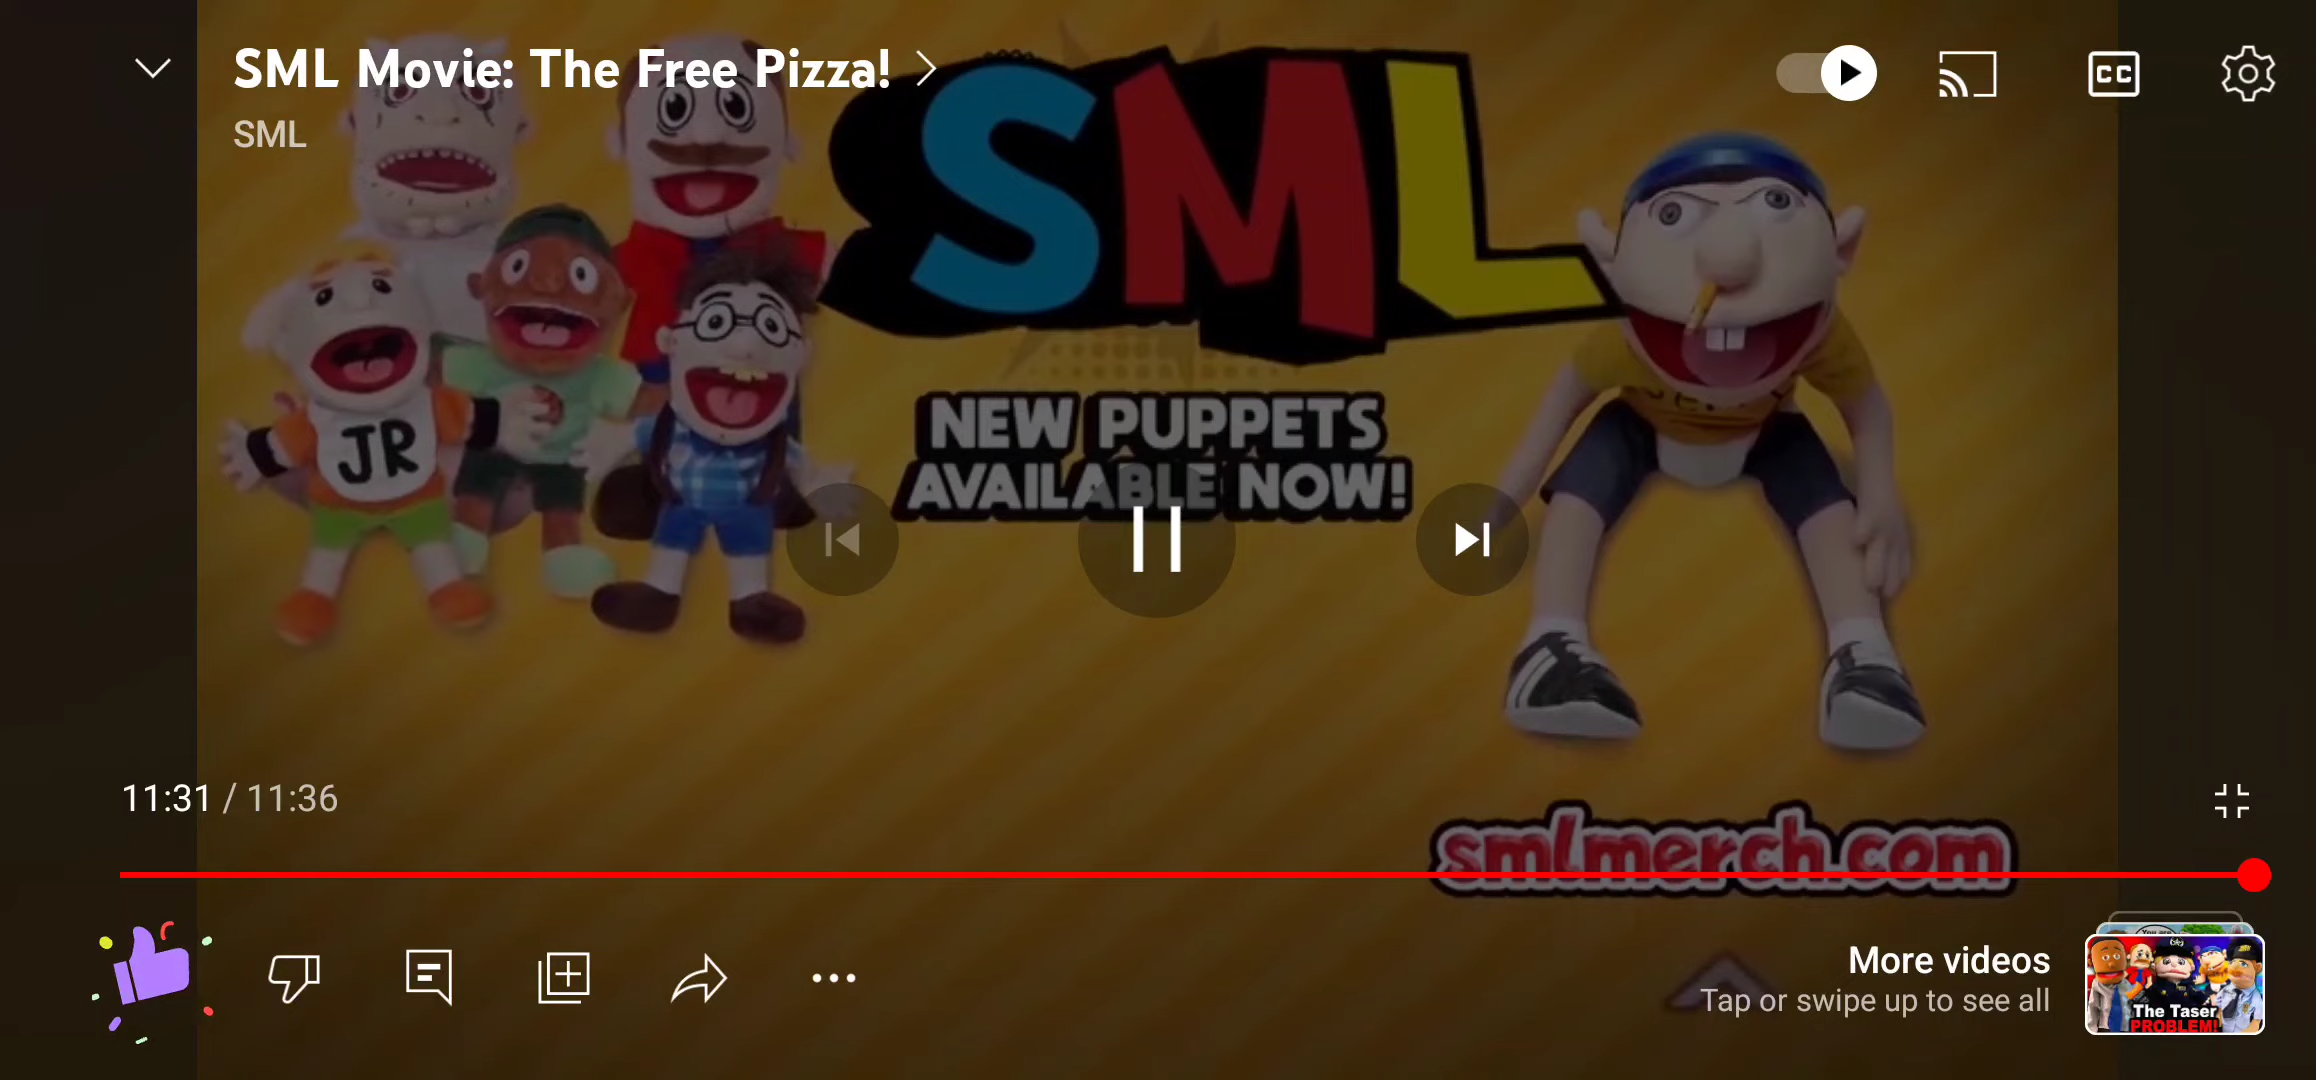 SML Movie: The Free Pizza!
SML
CC
SML
NEW PUPPETS
AVAILABLE NOW!
JR
11:31 / 11:36
smlmerch.com
More videos
Tap or swipe up to see all
The Taser
PROBLEM!